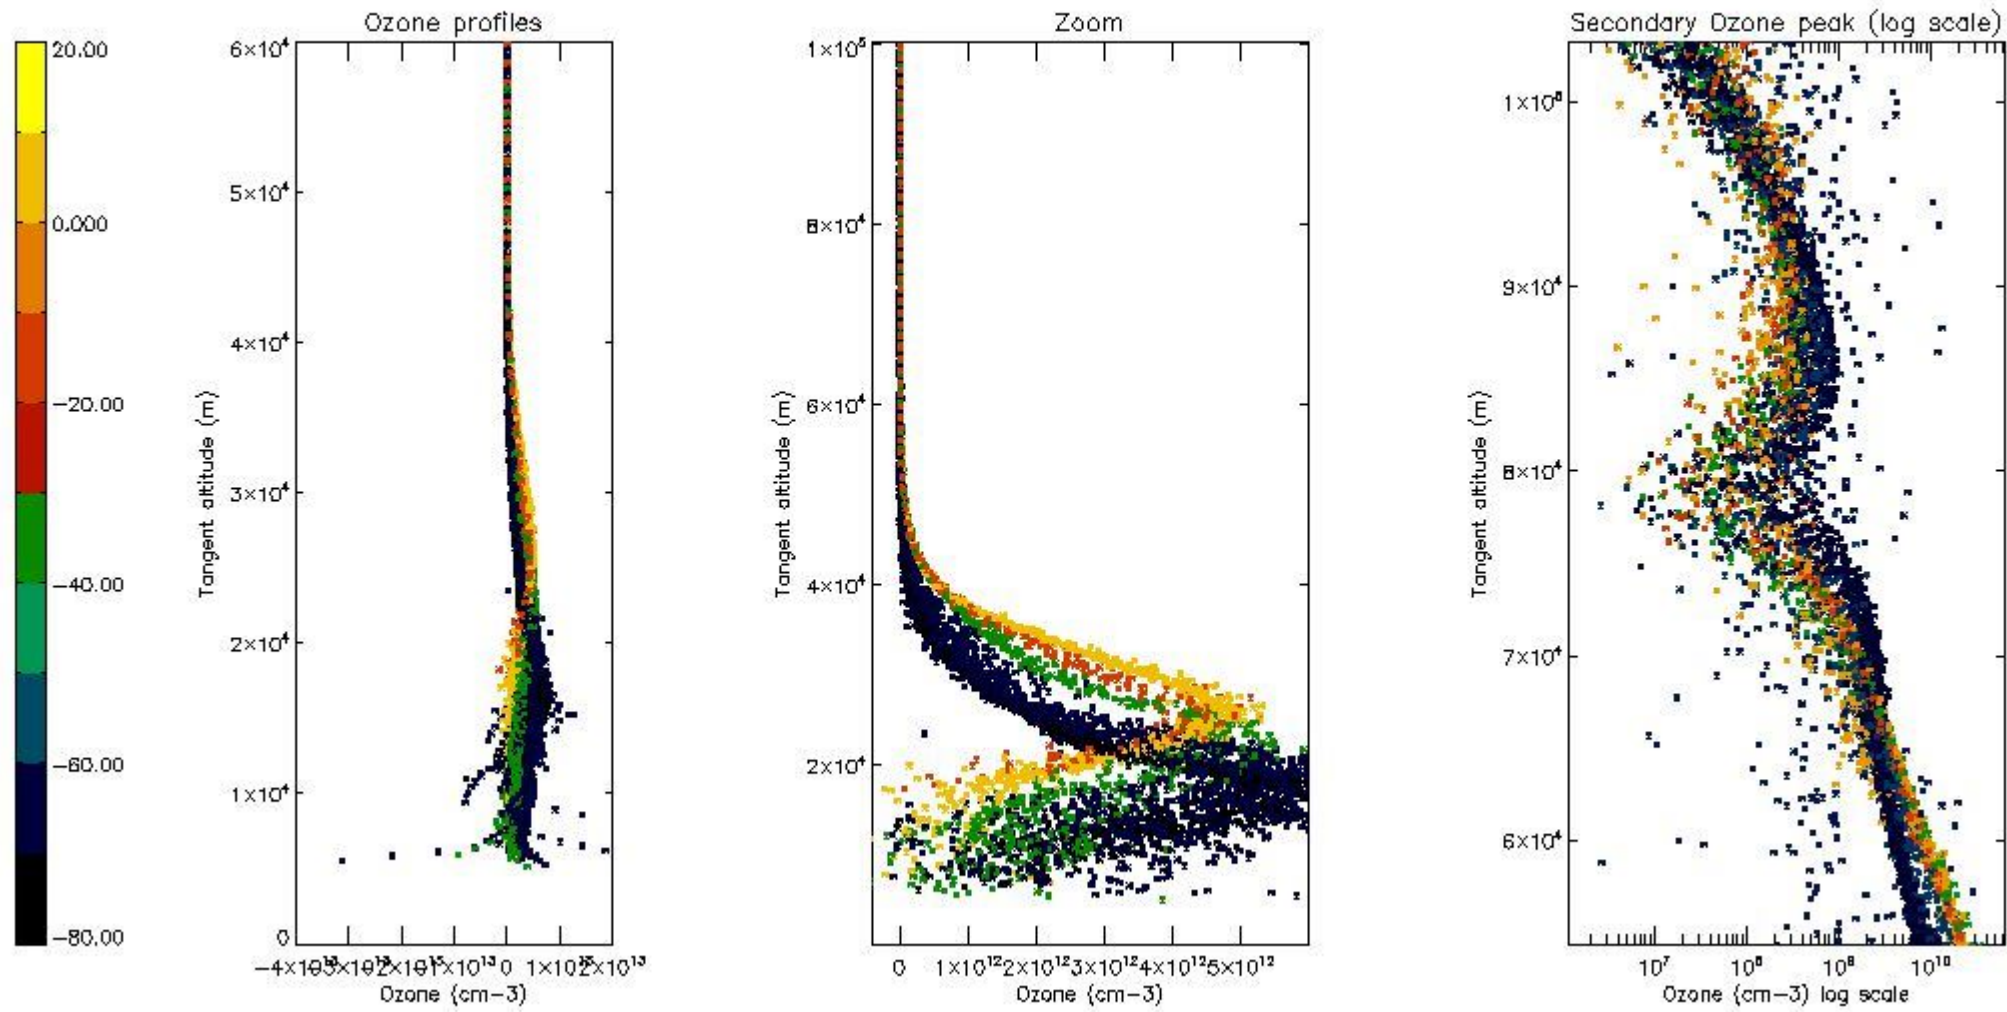 Ozone profiles
Zoom
Secondary Ozone peak (log scale)
20.00
0.000
−20.00
−40.00
−60.00
−80.00
6×10⁴
5×10⁴
4×10⁴
3×10⁴
2×10⁴
1×10⁴
0
Tangent altitude (m)
0
Ozone (cm−3)
1×10⁵
8×10⁴
6×10⁴
4×10⁴
2×10⁴
Tangent altitude (m)
0 1×10¹² 2×10¹² 3×10¹² 4×10¹² 5×10¹²
Ozone (cm−3)
1×10⁵
9×10⁴
8×10⁴
7×10⁴
6×10⁴
Tangent altitude (m)
10⁷ 10⁸ 10⁹ 10¹⁰
Ozone (cm−3) log scale